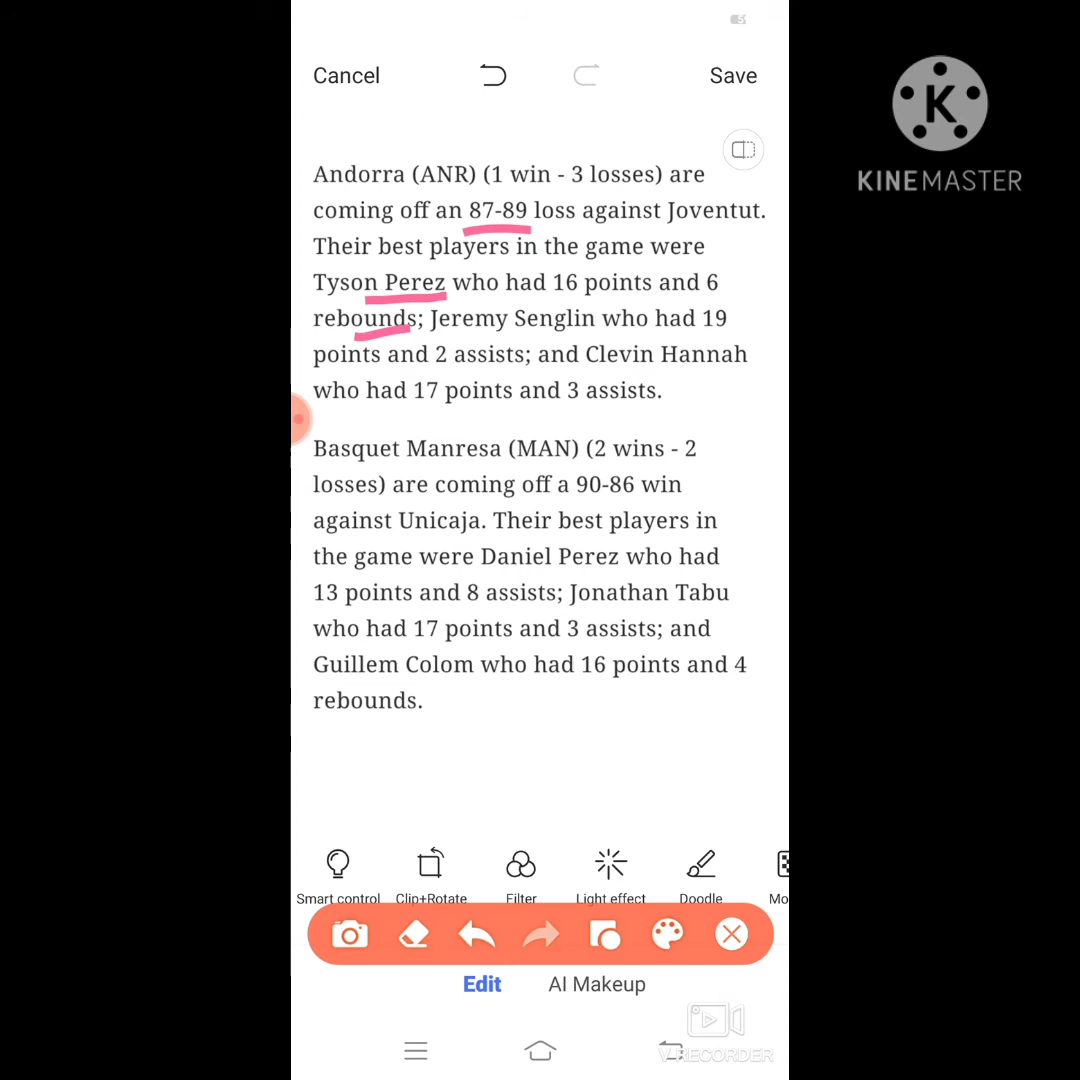 Cancel
Save
K
KINEMASTER
Andorra (ANR) (1 win - 3 losses) are
coming off an 87-89 loss against Joventut.
Their best players in the game were
Tyson Perez who had 16 points and 6
rebounds; Jeremy Senglin who had 19
points and 2 assists; and Clevin Hannah
who had 17 points and 3 assists.
Basquet Manresa (MAN) (2 wins - 2
losses) are coming off a 90-86 win
against Unicaja. Their best players in
the game were Daniel Perez who had
13 points and 8 assists; Jonathan Tabu
who had 17 points and 3 assists; and
Guillem Colom who had 16 points and 4
rebounds.
Smart control
Clip+Rotate
Filter
Light effect
Doodle
Mo
Edit
AI Makeup
V RECORDER